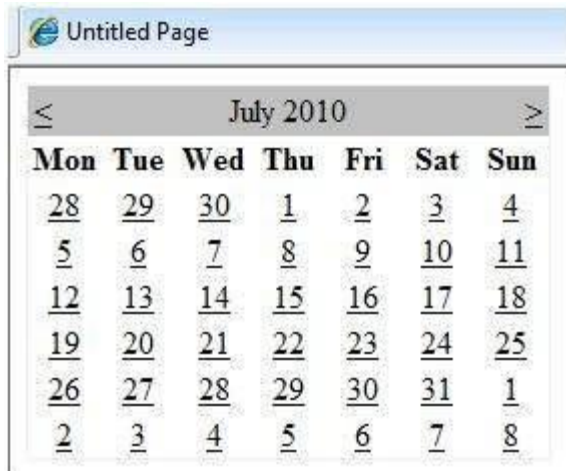 Untitled Page
< July 2010 >
Mon Tue Wed Thu Fri Sat Sun
28 29 30 1 2 3 4
5 6 7 8 9 10 11
12 13 14 15 16 17 18
19 20 21 22 23 24 25
26 27 28 29 30 31 1
2 3 4 5 6 7 8